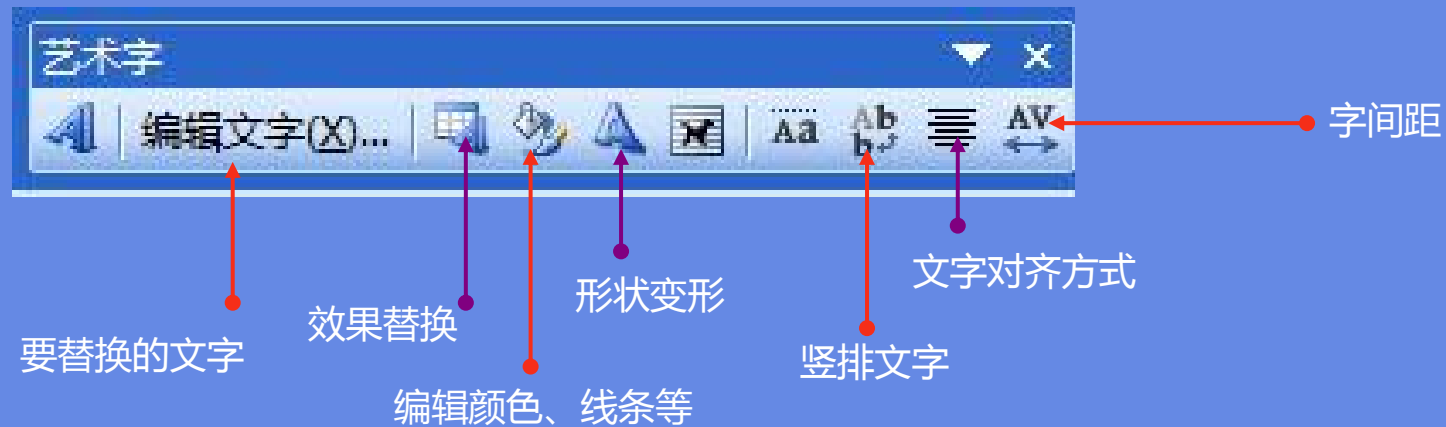 艺术字
编辑文字(X)... Aa Ab b AV
字间距
文字对齐方式
形状变形
效果替换
要替换的文字
竖排文字
编辑颜色、线条等